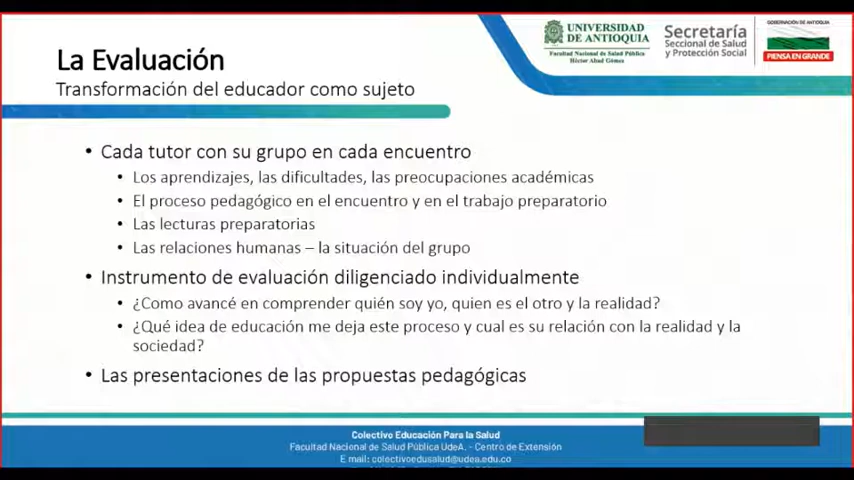 La Evaluación
Transformación del educador como sujeto
UNIVERSIDAD
DE ANTIOQUIA
Facultad Nacional de Salud Pública
Héctor Abad Gómez
Secretaría
Seccional de Salud
y Protección Social
GOBERNACIÓN DE ANTIOQUIA
PIENSA EN GRANDE
• Cada tutor con su grupo en cada encuentro
• Los aprendizajes, las dificultades, las preocupaciones académicas
• El proceso pedagógico en el encuentro y en el trabajo preparatorio
• Las lecturas preparatorias
• Las relaciones humanas – la situación del grupo
• Instrumento de evaluación diligenciado individualmente
• ¿Como avancé en comprender quién soy yo, quien es el otro y la realidad?
• ¿Qué idea de educación me deja este proceso y cual es su relación con la realidad y la
sociedad?
• Las presentaciones de las propuestas pedagógicas
Colectivo Educación Para la Salud
Facultad Nacional de Salud Pública UdeA. - Centro de Extensión
E mail: colectivoedusalud@udea.edu.co